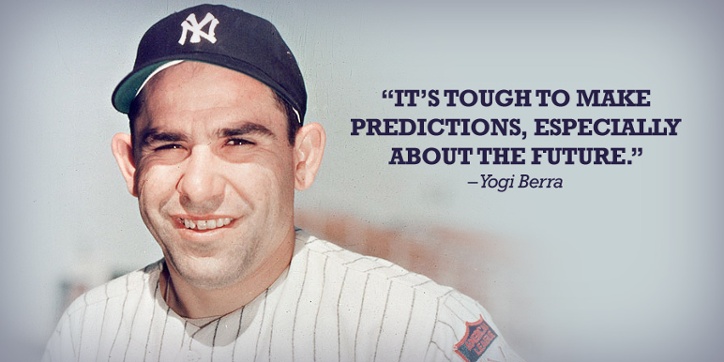 NY
“IT’S TOUGH TO MAKE
PREDICTIONS, ESPECIALLY
ABOUT THE FUTURE.”
–Yogi Berra